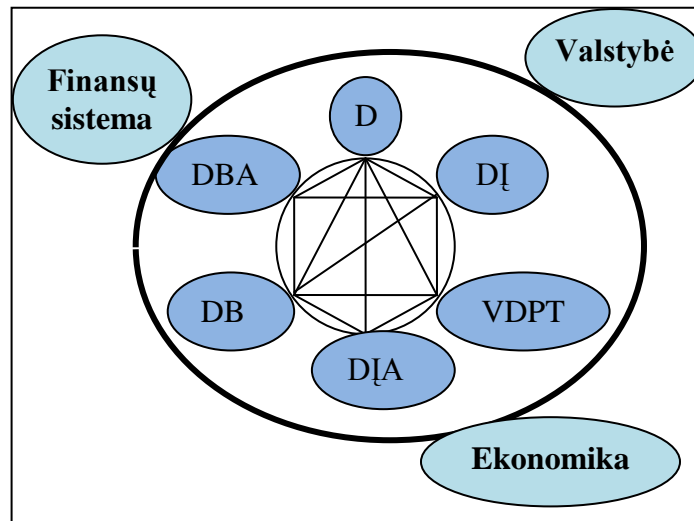 Valstybė
Finansų
sistema
D
DBA
DĮ
DB
VDPT
DĮA
Ekonomika